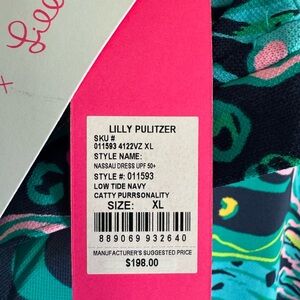 Lilly
x
LILLY PULITZER
SKU #
011593 4122VZ XL
STYLE NAME:
NASSAU DRESS UPF 50+
STYLE #: 011593
LOW TIDE NAVY
CATTY PURRSONALITY
SIZE: XL
889069 932640
MANUFACTURER'S SUGGESTED PRICE
$198.00